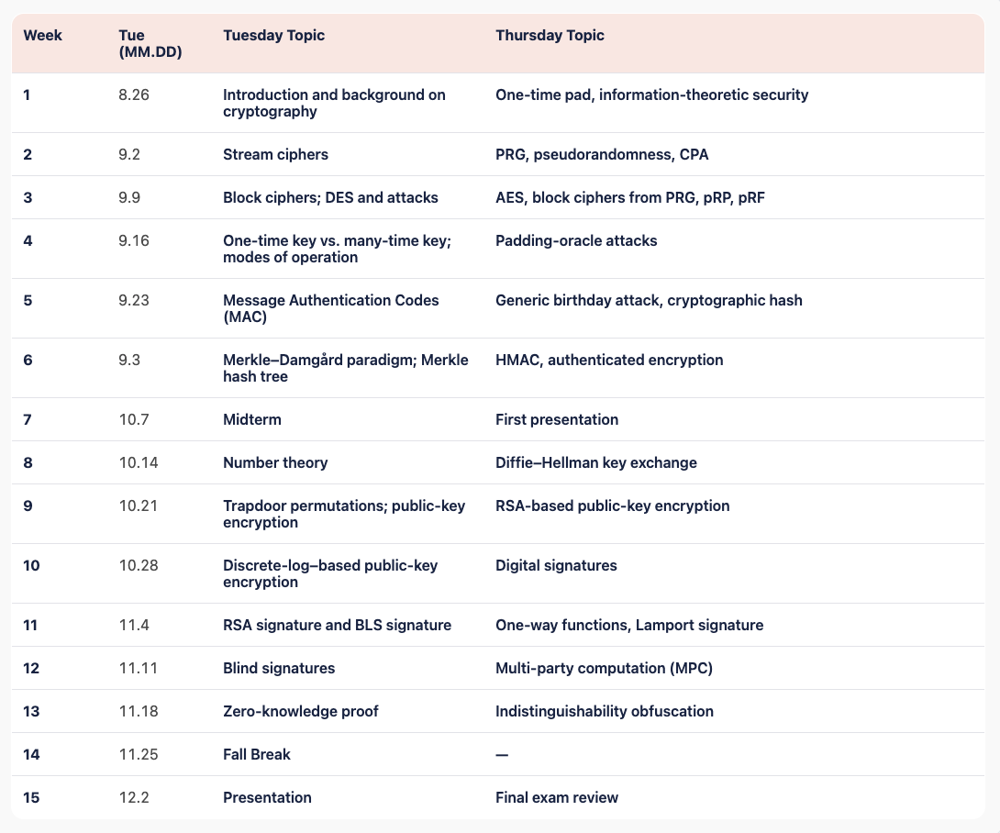 Week Tue Tuesday Topic Thursday Topic
(MM.DD)
1 8.26 Introduction and background on One-time pad, information-theoretic security
cryptography
2 9.2 Stream ciphers PRG, pseudorandomness, CPA
3 9.9 Block ciphers; DES and attacks AES, block ciphers from PRG, pRP, pRF
4 9.16 One-time key vs. many-time key; Padding-oracle attacks
modes of operation
5 9.23 Message Authentication Codes Generic birthday attack, cryptographic hash
(MAC)
6 9.3 Merkle–Damgård paradigm; Merkle HMAC, authenticated encryption
hash tree
7 10.7 Midterm First presentation
8 10.14 Number theory Diffie–Hellman key exchange
9 10.21 Trapdoor permutations; public-key RSA-based public-key encryption
encryption
10 10.28 Discrete-log–based public-key Digital signatures
encryption
11 11.4 RSA signature and BLS signature One-way functions, Lamport signature
12 11.11 Blind signatures Multi-party computation (MPC)
13 11.18 Zero-knowledge proof Indistinguishability obfuscation
14 11.25 Fall Break —
15 12.2 Presentation Final exam review